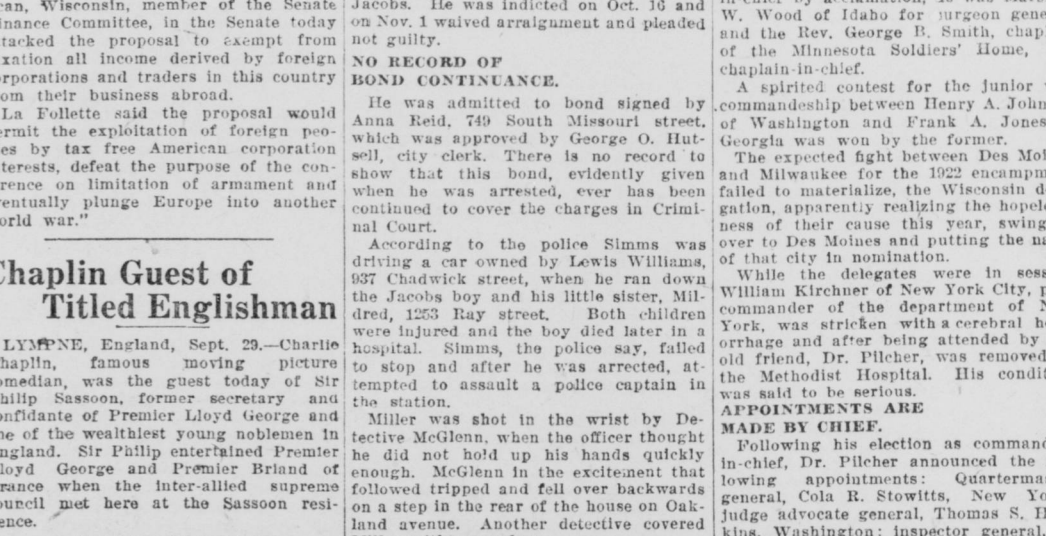 an, Wisconsin, member of the Senate
inance Committee, in the Senate today
tacked the proposal to exempt from
xation all income derived by foreign
rporations and traders in this country
om their business abroad.
La Follette said the proposal would
ermit the exploitation of foreign peo-
es by tax free American corporation
terests, defeat the purpose of the con-
rence on limitation of armament and
entually plunge Europe into another
orld war."
Chaplin Guest of
Titled Englishman
LYMPNE, England, Sept. 29.—Charlie
haplin, famous moving picture
omedian, was the guest today of Sir
hilip Sassoon, former secretary and
onfidante of Premier Lloyd George and
ne of the wealthiest young noblemen in
ngland. Sir Philip entertained Premier
loyd George and Premier Briand of
rance when the inter-allied supreme
ouncil met here at the Sassoon resi-
ence.
Jacobs. He was indicted on Oct. 16 and
on Nov. 1 waived arraignment and pleaded
not guilty.
NO RECORD OF
BOND CONTINUANCE.
He was admitted to bond signed by
Anna Reid, 749 South Missouri street,
which was approved by George O. Hut-
sell, city clerk. There is no record to
show that this bond, evidently given
when he was arrested, ever has been
continued to cover the charges in Crimi-
nal Court.
According to the police Simms was
driving a car owned by Lewis Williams,
937 Chadwick street, when he ran down
the Jacobs boy and his little sister, Mil-
dred, 1253 Ray street. Both children
were injured and the boy died later in a
hospital. Simms, the police say, failed
to stop and after he was arrested, at-
tempted to assault a police captain in
the station.
Miller was shot in the wrist by De-
tective McGlenn, when the officer thought
he did not hold up his hands quickly
enough. McGlenn in the excitement that
followed tripped and fell over backwards
on a step in the rear of the house on Oak-
land avenue. Another detective covered
W. Wood of Idaho for surgeon gene
and the Rev. George B. Smith, chap
of the Minnesota Soldiers' Home,
chaplain-in-chief.
A spirited contest for the junior
commandeship between Henry A. John
of Washington and Frank A. Jones
Georgia was won by the former.
The expected fight between Des Moi
and Milwaukee for the 1922 encampm
failed to materialize, the Wisconsin d
gation, apparently realizing the hopel
ness of their cause this year, swing
over to Des Moines and putting the na
of that city in nomination.
While the delegates were in sess
William Kirchner of New York City, p
commander of the department of N
York, was stricken with a cerebral h
orrhage and after being attended by
old friend, Dr. Pilcher, was removed
the Methodist Hospital. His condit
was said to be serious.
APPOINTMENTS ARE
MADE BY CHIEF.
Following his election as command
in-chief, Dr. Pilcher announced the
lowing appointments: Quarterma
general, Cola R. Stowitts, New Yo
judge advocate general, Thomas S. H
kins, Washington; inspector general,